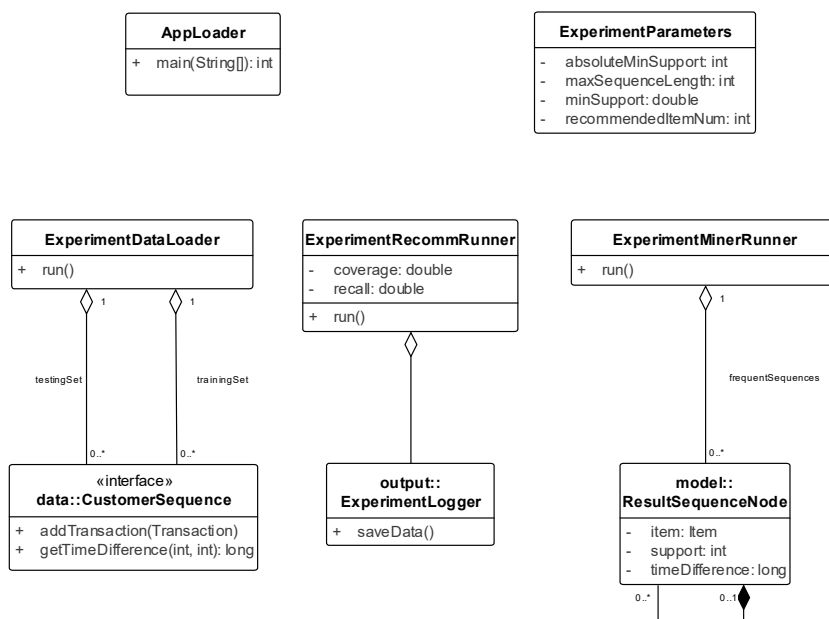 AppLoader
+ main(String[]): int
ExperimentParameters
- absoluteMinSupport: int
- maxSequenceLength: int
- minSupport: double
- recommendedItemNum: int
ExperimentDataLoader
+ run()
ExperimentRecommRunner
- coverage: double
- recall: double
+ run()
ExperimentMinerRunner
+ run()
1
1
1
testingSet
trainingSet
frequentSequences
0..*
0..*
0..*
«interface»
data::CustomerSequence
+ addTransaction(Transaction)
+ getTimeDifference(int, int): long
output::
ExperimentLogger
+ saveData()
model::
ResultSequenceNode
- item: Item
- support: int
- timeDifference: long
0..*
0..1